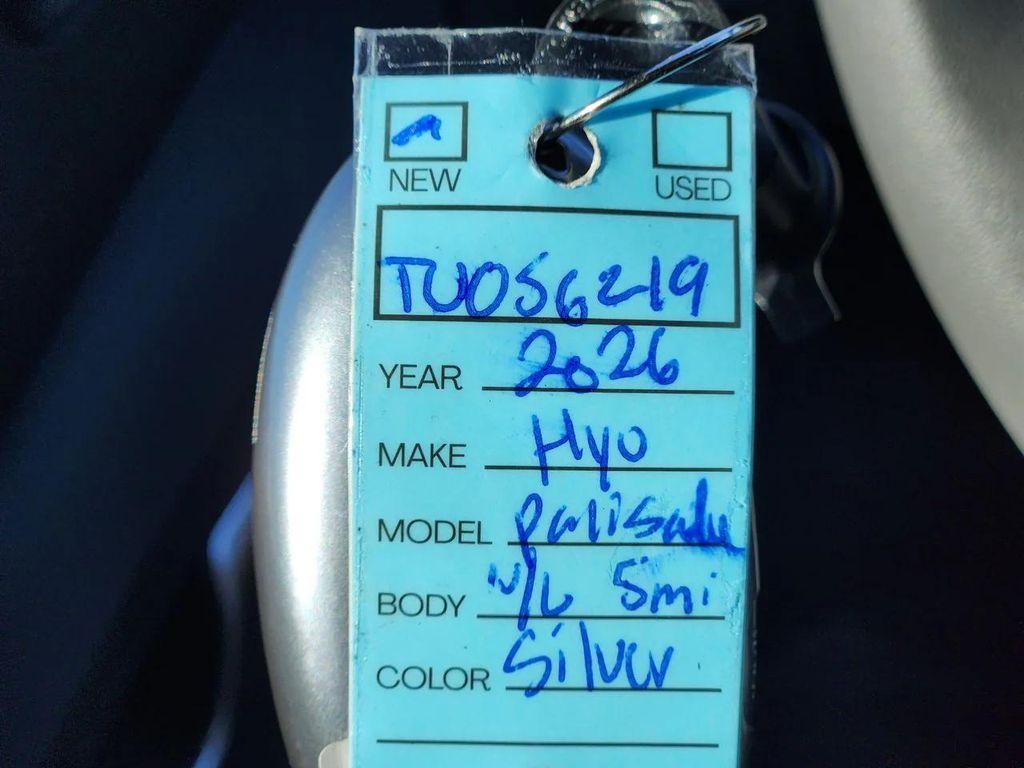 NEW USED
TU056219
YEAR 2026
MAKE Hyo
MODEL palisade
BODY 5mi
COLOR Silver